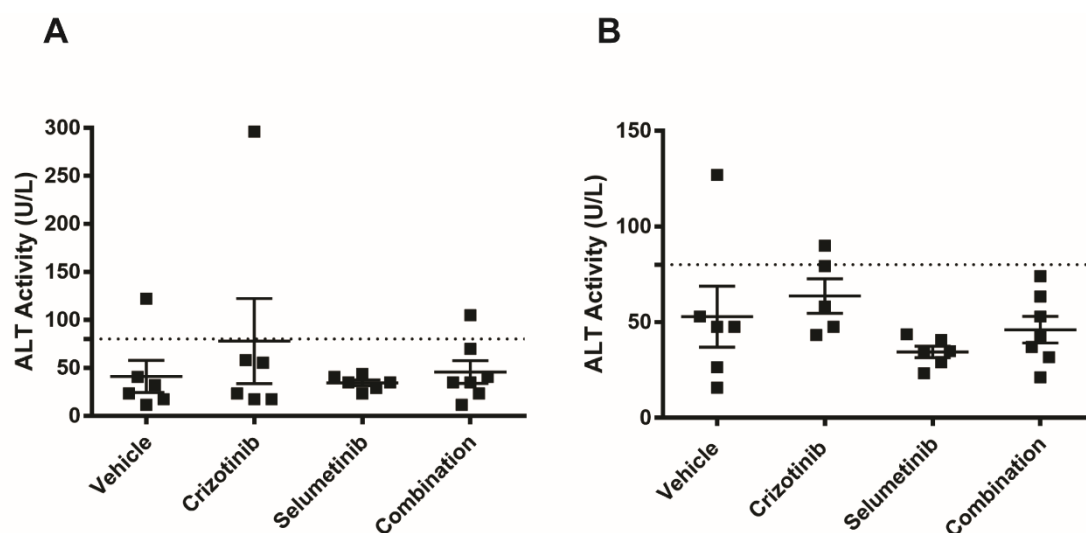 A
B
ALT Activity (U/L)
300
250
200
150
100
50
0
Vehicle
Crizotinib
Selumetinib
Combination
ALT Activity (U/L)
150
100
50
0
Vehicle
Crizotinib
Selumetinib
Combination